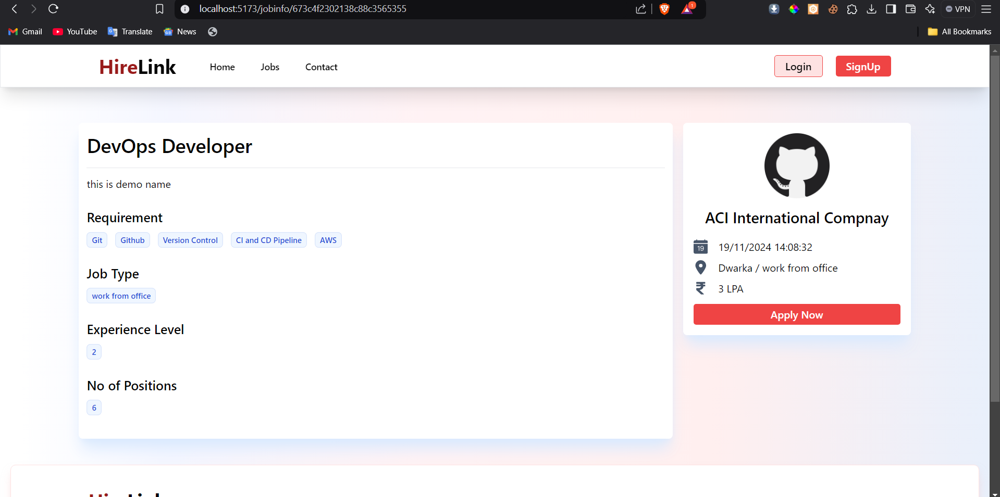 localhost:5173/jobinfo/673c4f2302138c88c3565355
1
VPN
Gmail
YouTube
Translate
News
All Bookmarks
HireLink
Home
Jobs
Contact
Login
SignUp
DevOps Developer
this is demo name
Requirement
Git
Github
Version Control
CI and CD Pipeline
AWS
Job Type
work from office
Experience Level
2
No of Positions
6
ACI International Compnay
19
19/11/2024 14:08:32
Dwarka / work from office
3 LPA
Apply Now